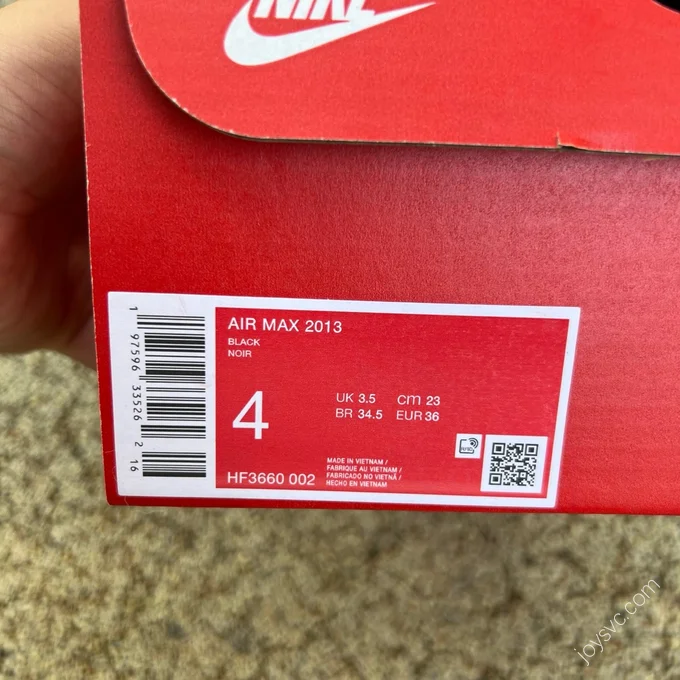 NIKE
AIR MAX 2013
BLACK
NOIR
4
UK 3.5 cm 23
BR 34.5 EUR 36
MADE IN VIETNAM /
FABRIQUE AU VIETNAM /
FABRICADO NO VIETNÃ /
HECHO EN VIETNAM
HF3660 002
1 97596 33526 2 16
joysvc.com